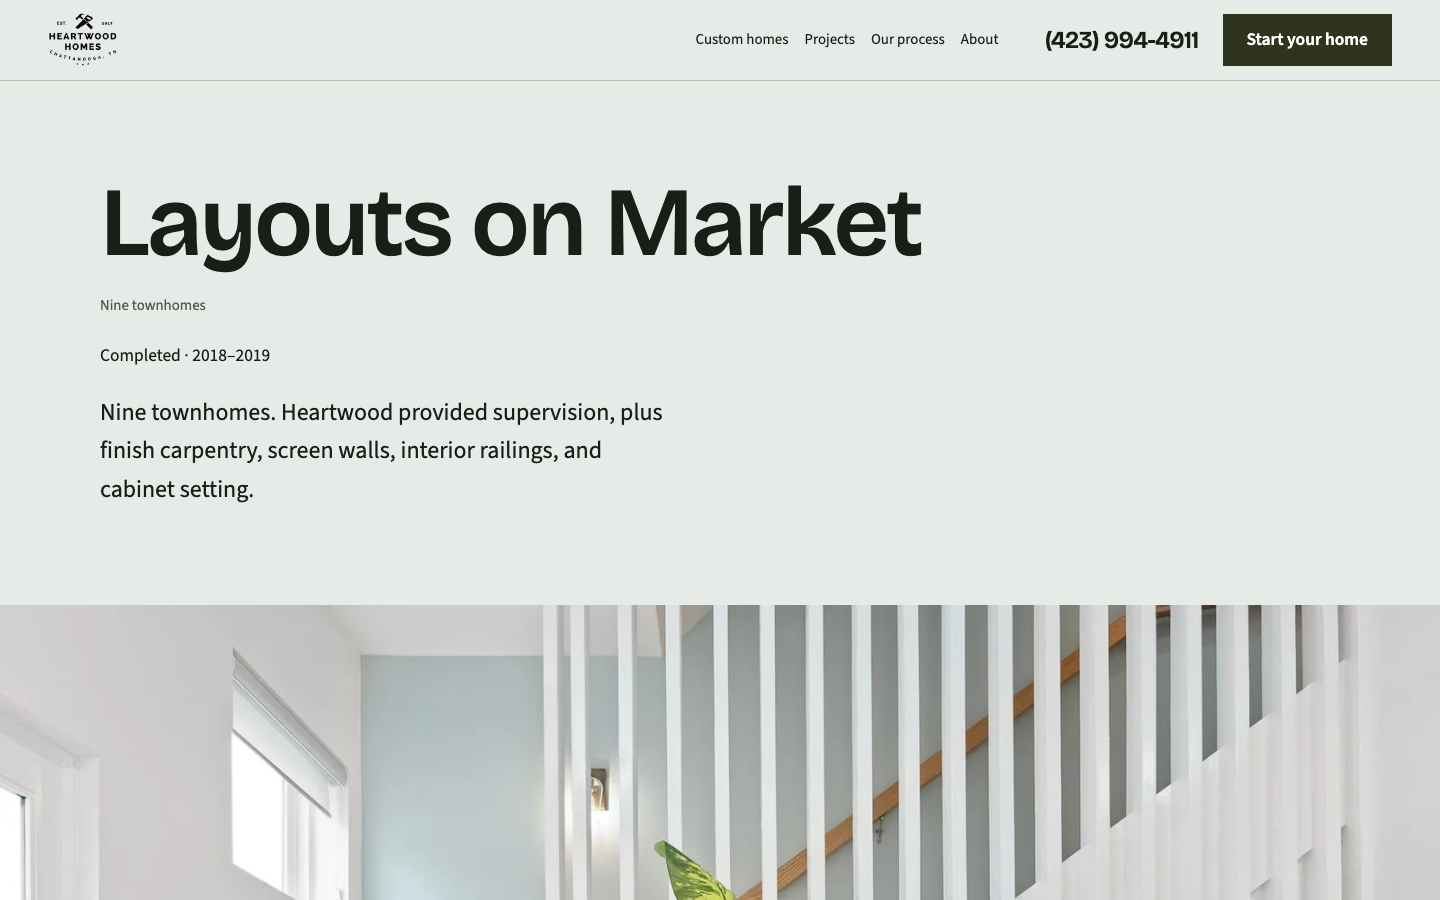 EST. 2017
HEARTWOOD
HOMES
CHATTANOOGA, TN
Custom homes Projects Our process About (423) 994-4911 Start your home
Layouts on Market
Nine townhomes
Completed · 2018–2019
Nine townhomes. Heartwood provided supervision, plus
finish carpentry, screen walls, interior railings, and
cabinet setting.